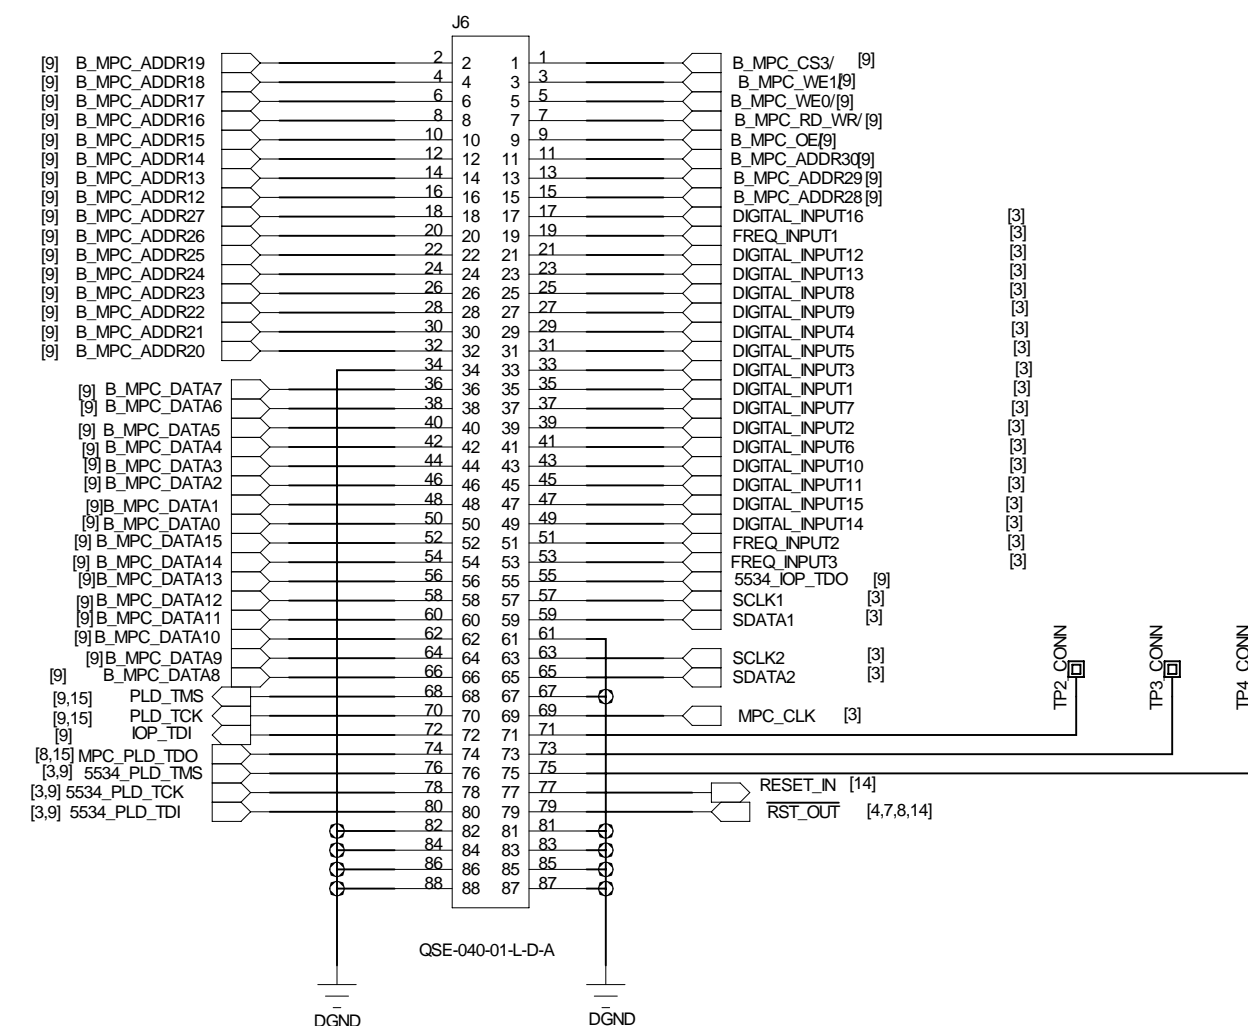 J6
[9] B_MPC_ADDR19 2 2 1 1 B_MPC_CS3/ [9]
[9] B_MPC_ADDR18 4 4 3 3 B_MPC_WE1/[9]
[9] B_MPC_ADDR17 6 6 5 5 B_MPC_WE0/[9]
[9] B_MPC_ADDR16 8 8 7 7 B_MPC_RD_WR/ [9]
[9] B_MPC_ADDR15 10 10 9 9 B_MPC_OE/[9]
[9] B_MPC_ADDR14 12 12 11 11 B_MPC_ADDR30[9]
[9] B_MPC_ADDR13 14 14 13 13 B_MPC_ADDR29 [9]
[9] B_MPC_ADDR12 16 16 15 15 B_MPC_ADDR28 [9]
[9] B_MPC_ADDR27 18 18 17 17 DIGITAL_INPUT16 [3]
[9] B_MPC_ADDR26 20 20 19 19 FREQ_INPUT1 [3]
[9] B_MPC_ADDR25 22 22 21 21 DIGITAL_INPUT12 [3]
[9] B_MPC_ADDR24 24 24 23 23 DIGITAL_INPUT13 [3]
[9] B_MPC_ADDR23 26 26 25 25 DIGITAL_INPUT8 [3]
[9] B_MPC_ADDR22 28 28 27 27 DIGITAL_INPUT9 [3]
[9] B_MPC_ADDR21 30 30 29 29 DIGITAL_INPUT4 [3]
[9] B_MPC_ADDR20 32 32 31 31 DIGITAL_INPUT5 [3]
34 34 33 33 DIGITAL_INPUT3 [3]
[9] B_MPC_DATA7 36 36 35 35 DIGITAL_INPUT1 [3]
[9] B_MPC_DATA6 38 38 37 37 DIGITAL_INPUT7 [3]
[9] B_MPC_DATA5 40 40 39 39 DIGITAL_INPUT2 [3]
[9] B_MPC_DATA4 42 42 41 41 DIGITAL_INPUT6 [3]
[9] B_MPC_DATA3 44 44 43 43 DIGITAL_INPUT10 [3]
[9] B_MPC_DATA2 46 46 45 45 DIGITAL_INPUT11 [3]
[9]B_MPC_DATA1 48 48 47 47 DIGITAL_INPUT15 [3]
[9] B_MPC_DATA0 50 50 49 49 DIGITAL_INPUT14 [3]
[9] B_MPC_DATA15 52 52 51 51 FREQ_INPUT2 [3]
[9] B_MPC_DATA14 54 54 53 53 FREQ_INPUT3 [3]
[9]B_MPC_DATA13 56 56 55 55 5534_IOP_TDO [9]
[9] B_MPC_DATA12 58 58 57 57 SCLK1 [3]
[9] B_MPC_DATA11 60 60 59 59 SDATA1 [3]
[9] B_MPC_DATA10 62 62 61 61
[9]B_MPC_DATA9 64 64 63 63 SCLK2 [3]
[9] B_MPC_DATA8 66 66 65 65 SDATA2 [3]
[9,15] PLD_TMS 68 68 67 67
[9,15] PLD_TCK 70 70 69 69 MPC_CLK [3]
[9] IOP_TDI 72 72 71 71
[8,15] MPC_PLD_TDO 74 74 73 73
[3,9] 5534_PLD_TMS 76 76 75 75
[3,9] 5534_PLD_TCK 78 78 77 77 RESET_IN [14]
[3,9] 5534_PLD_TDI 80 80 79 79 RST_OUT [4,7,8,14]
82 82 81 81
84 84 83 83
86 86 85 85
88 88 87 87
TP2_CONN
TP3_CONN
TP4_CONN
QSE-040-01-L-D-A
DGND
DGND